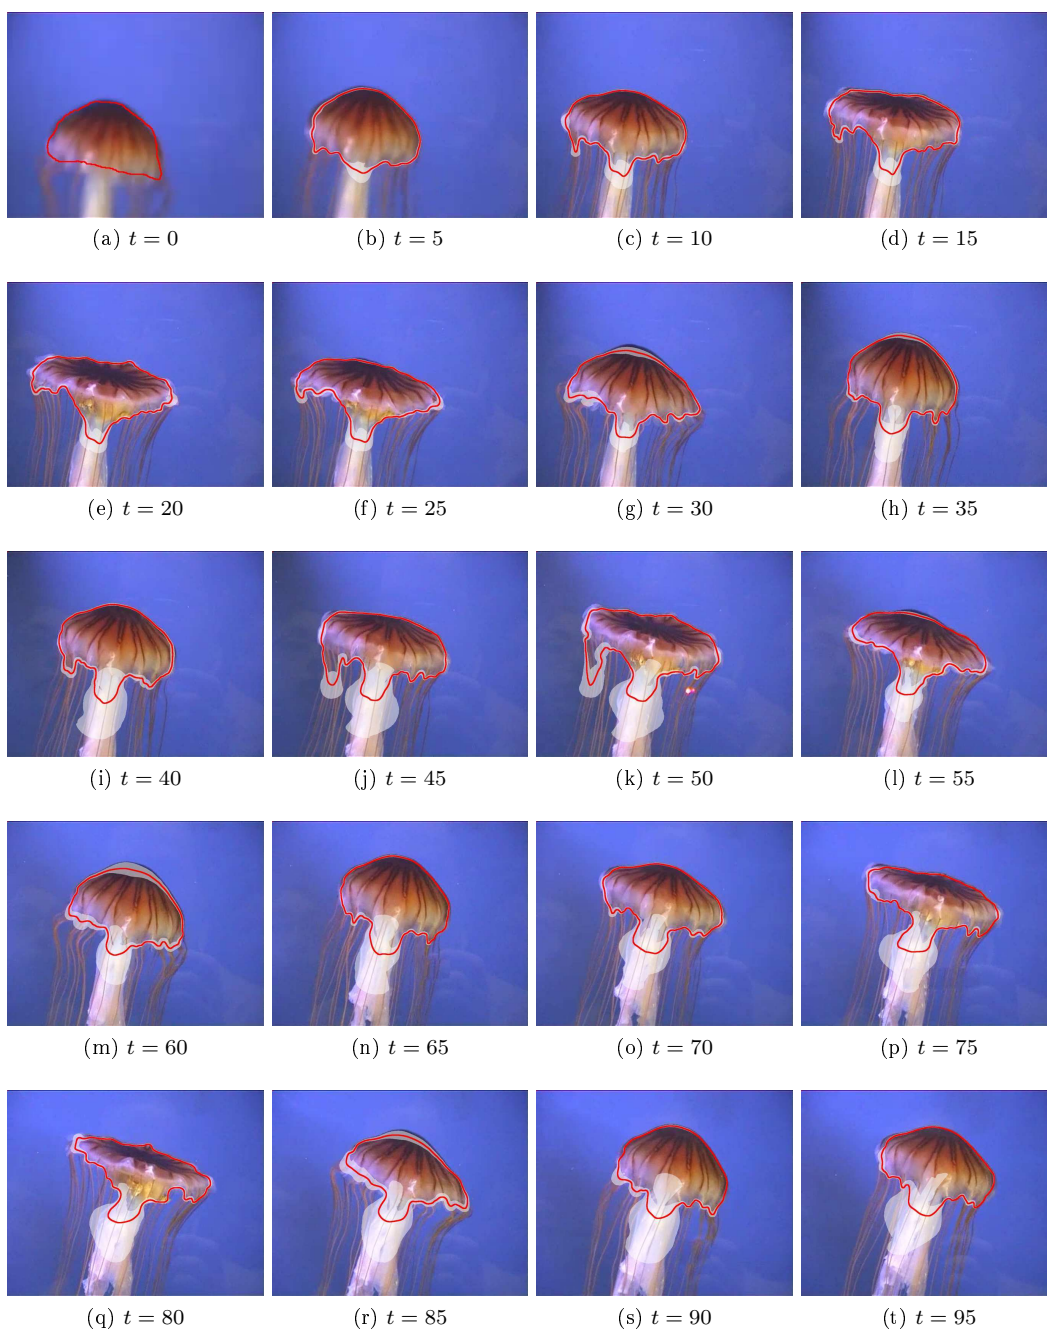 (a) t = 0
(b) t = 5
(c) t = 10
(d) t = 15
(e) t = 20
(f) t = 25
(g) t = 30
(h) t = 35
(i) t = 40
(j) t = 45
(k) t = 50
(l) t = 55
(m) t = 60
(n) t = 65
(o) t = 70
(p) t = 75
(q) t = 80
(r) t = 85
(s) t = 90
(t) t = 95